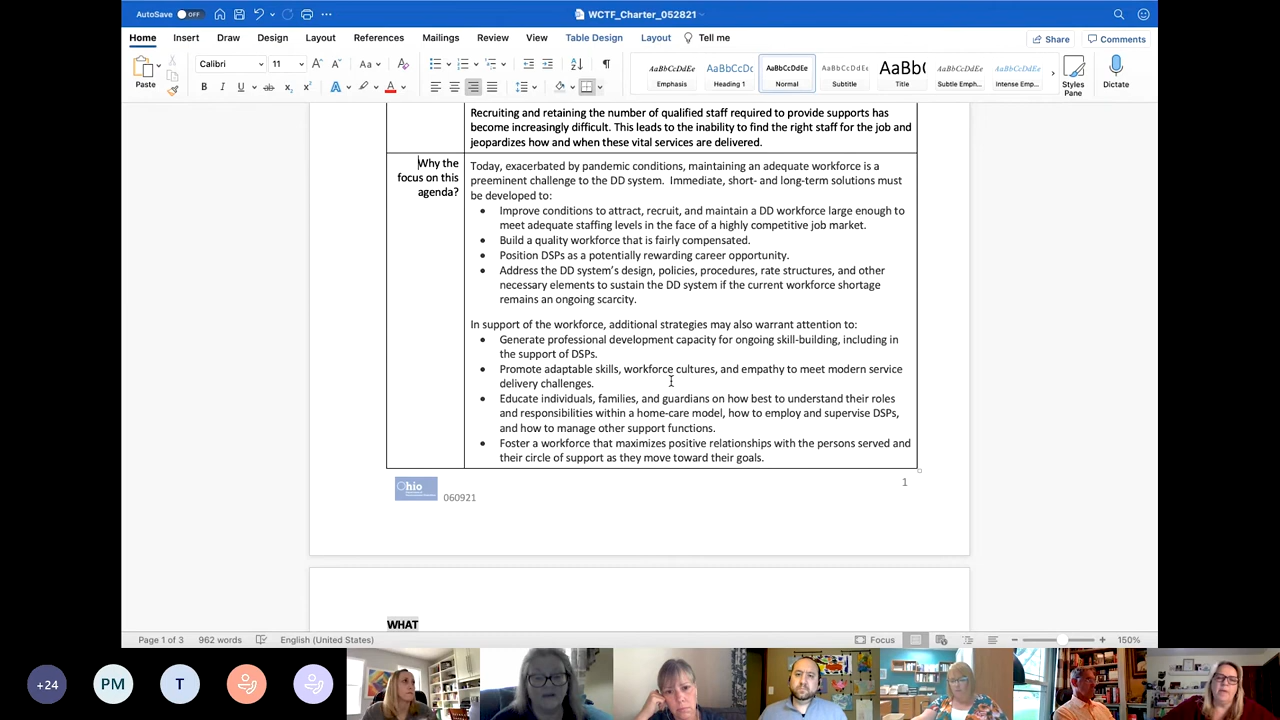 AutoSave OFF WCTF_Charter_052821
Home Insert Draw Design Layout References Mailings Review View Table Design Layout Tell me Share Comments
Paste Calibri 11 Aa
AaBbCcDdEe AaBbCcDc AaBbCcDdEe AaBbCcDdEe AaBb( AaBbCcDdEe AaBbCcDdEe
Emphasis Heading 1 Normal Subtitle Title Subtle Emph... Intense Emp... Styles Pane Dictate
Recruiting and retaining the number of qualified staff required to provide supports has
become increasingly difficult. This leads to the inability to find the right staff for the job and
jeopardizes how and when these vital services are delivered.
Why the
focus on this
agenda?
Today, exacerbated by pandemic conditions, maintaining an adequate workforce is a
preeminent challenge to the DD system. Immediate, short- and long-term solutions must
be developed to:
• Improve conditions to attract, recruit, and maintain a DD workforce large enough to
meet adequate staffing levels in the face of a highly competitive job market.
• Build a quality workforce that is fairly compensated.
• Position DSPs as a potentially rewarding career opportunity.
• Address the DD system's design, policies, procedures, rate structures, and other
necessary elements to sustain the DD system if the current workforce shortage
remains an ongoing scarcity.
In support of the workforce, additional strategies may also warrant attention to:
• Generate professional development capacity for ongoing skill-building, including in
the support of DSPs.
• Promote adaptable skills, workforce cultures, and empathy to meet modern service
delivery challenges.
• Educate individuals, families, and guardians on how best to understand their roles
and responsibilities within a home-care model, how to employ and supervise DSPs,
and how to manage other support functions.
• Foster a workforce that maximizes positive relationships with the persons served and
their circle of support as they move toward their goals.
Ohio
060921
1
WHAT
Page 1 of 3 962 words English (United States) Focus 150%
+24 PM T